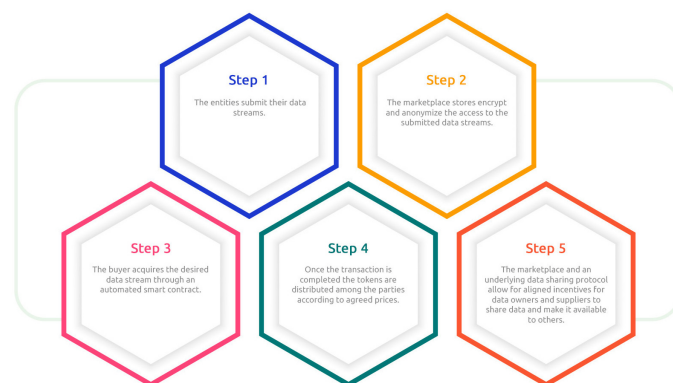 Step 1
The entities submit their data
streams.
Step 2
The marketplace stores encrypt
and anonymize the access to the
submitted data streams.
Step 3
The buyer acquires the desired
data stream through an
automated smart contract.
Step 4
Once the transaction is
completed the tokens are
distributed among the parties
according to agreed prices.
Step 5
The marketplace and an
underlying data sharing protocol
allow for aligned incentives for
data owners and suppliers to
share data and make it available
to others.